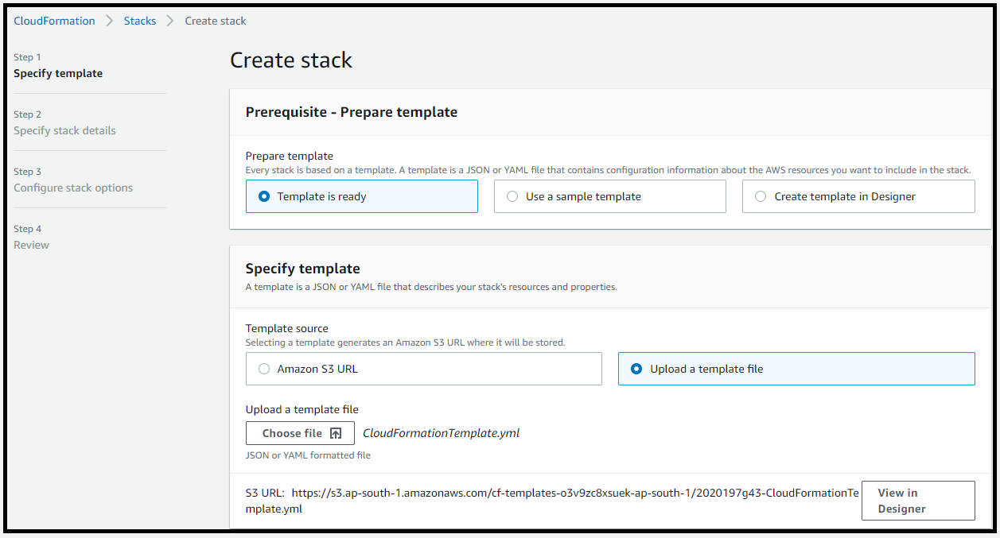 CloudFormation > Stacks > Create stack
Step 1
Specify template
Step 2
Specify stack details
Step 3
Configure stack options
Step 4
Review
Create stack
Prerequisite - Prepare template
Prepare template
Every stack is based on a template. A template is a JSON or YAML file that contains configuration information about the AWS resources you want to include in the stack.
Template is ready
Use a sample template
Create template in Designer
Specify template
A template is a JSON or YAML file that describes your stack's resources and properties.
Template source
Selecting a template generates an Amazon S3 URL where it will be stored.
Amazon S3 URL
Upload a template file
Upload a template file
Choose file
CloudFormationTemplate.yml
JSON or YAML formatted file
S3 URL: https://s3.ap-south-1.amazonaws.com/cf-templates-o3v9zc8xsuek-ap-south-1/2020197g43-CloudFormationTe
mplate.yml
View in
Designer